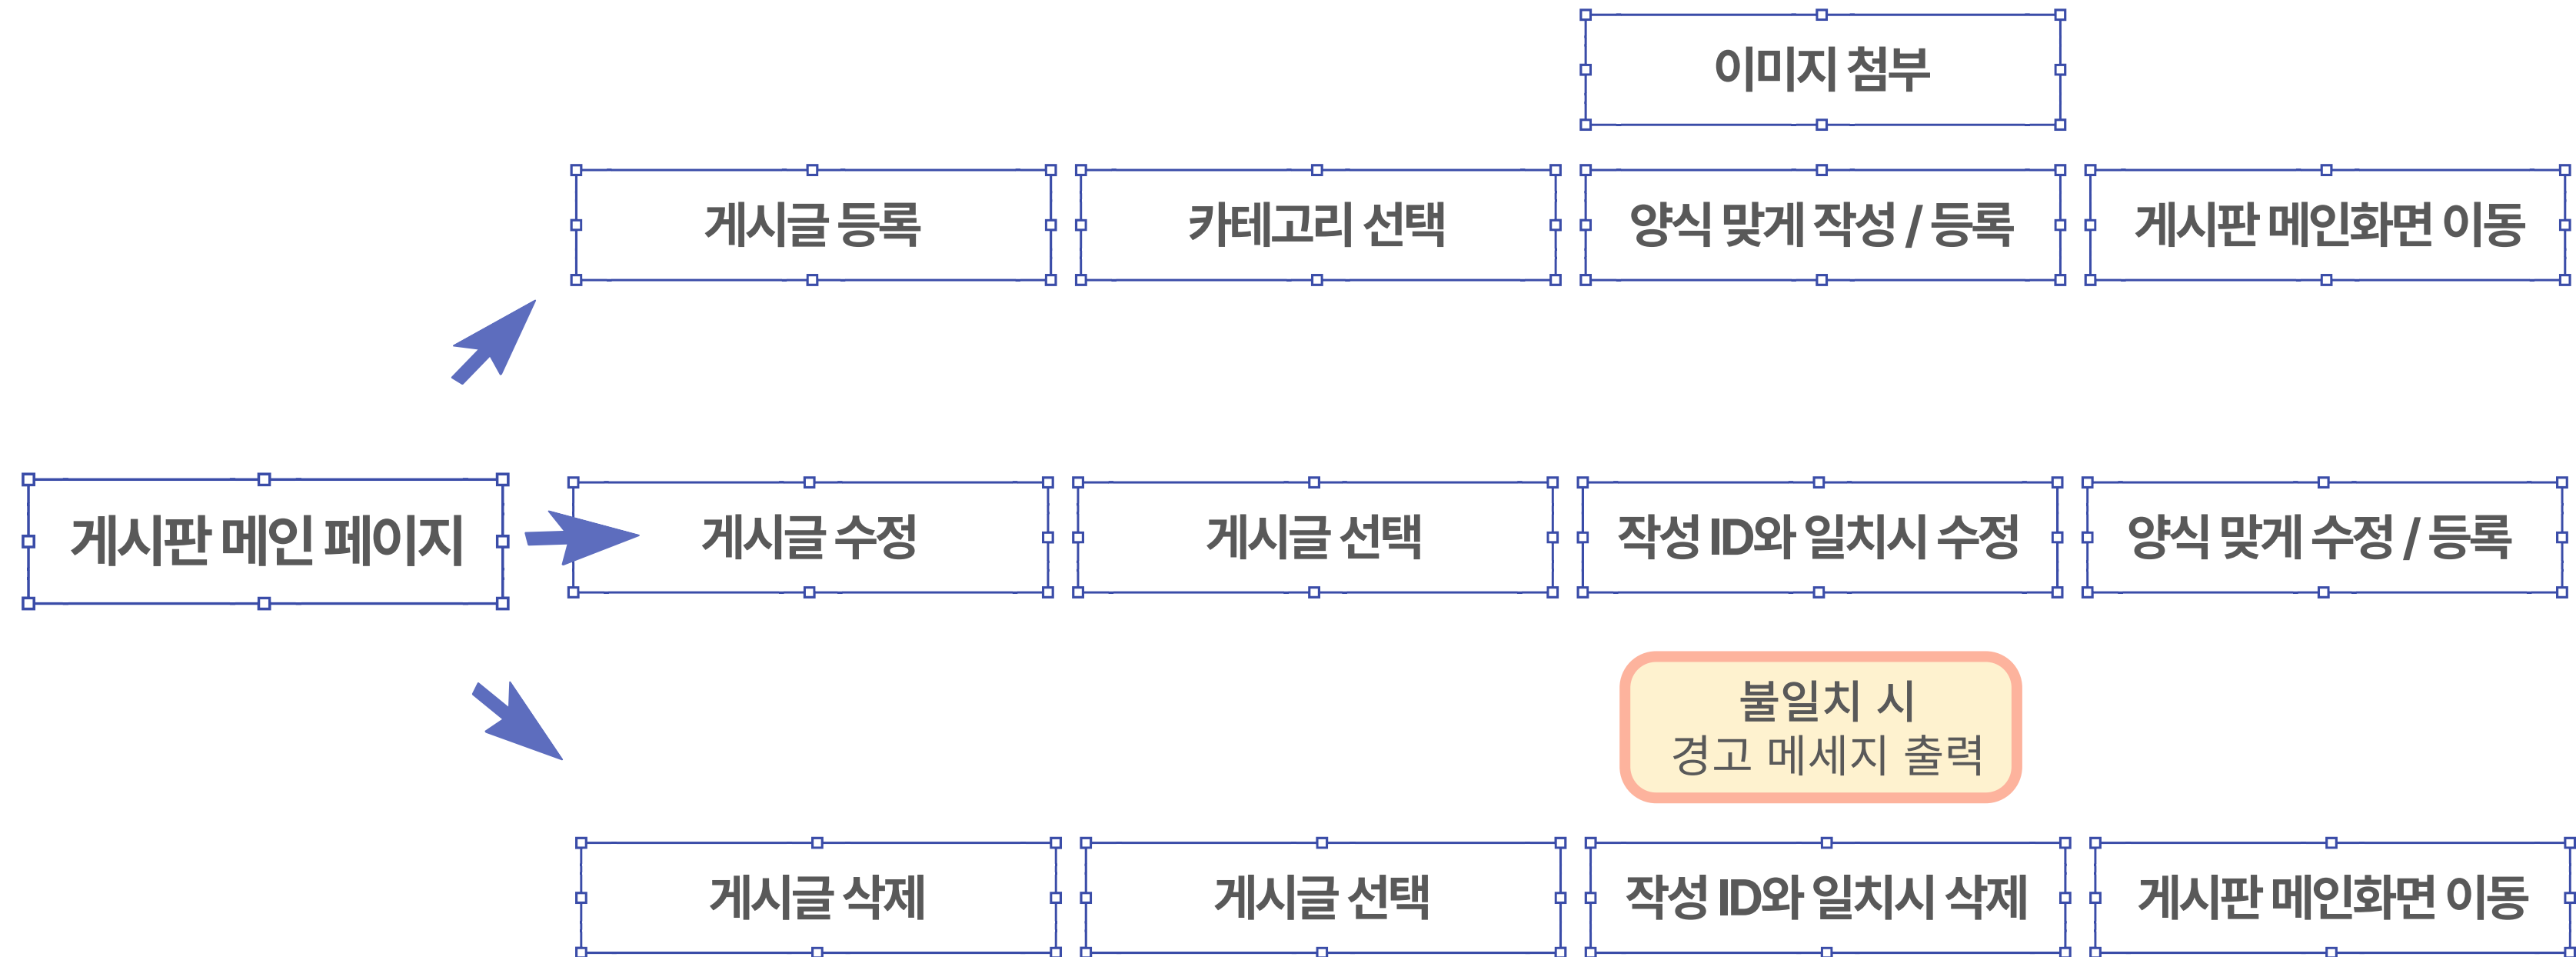 이미지 첨부
게시글 등록
카테고리 선택
양식 맞게 작성 / 등록
게시판 메인화면 이동
게시판 메인 페이지
게시글 수정
게시글 선택
작성 ID와 일치시 수정
양식 맞게 수정 / 등록
불일치 시
경고 메세지 출력
게시글 삭제
게시글 선택
작성 ID와 일치시 삭제
게시판 메인화면 이동